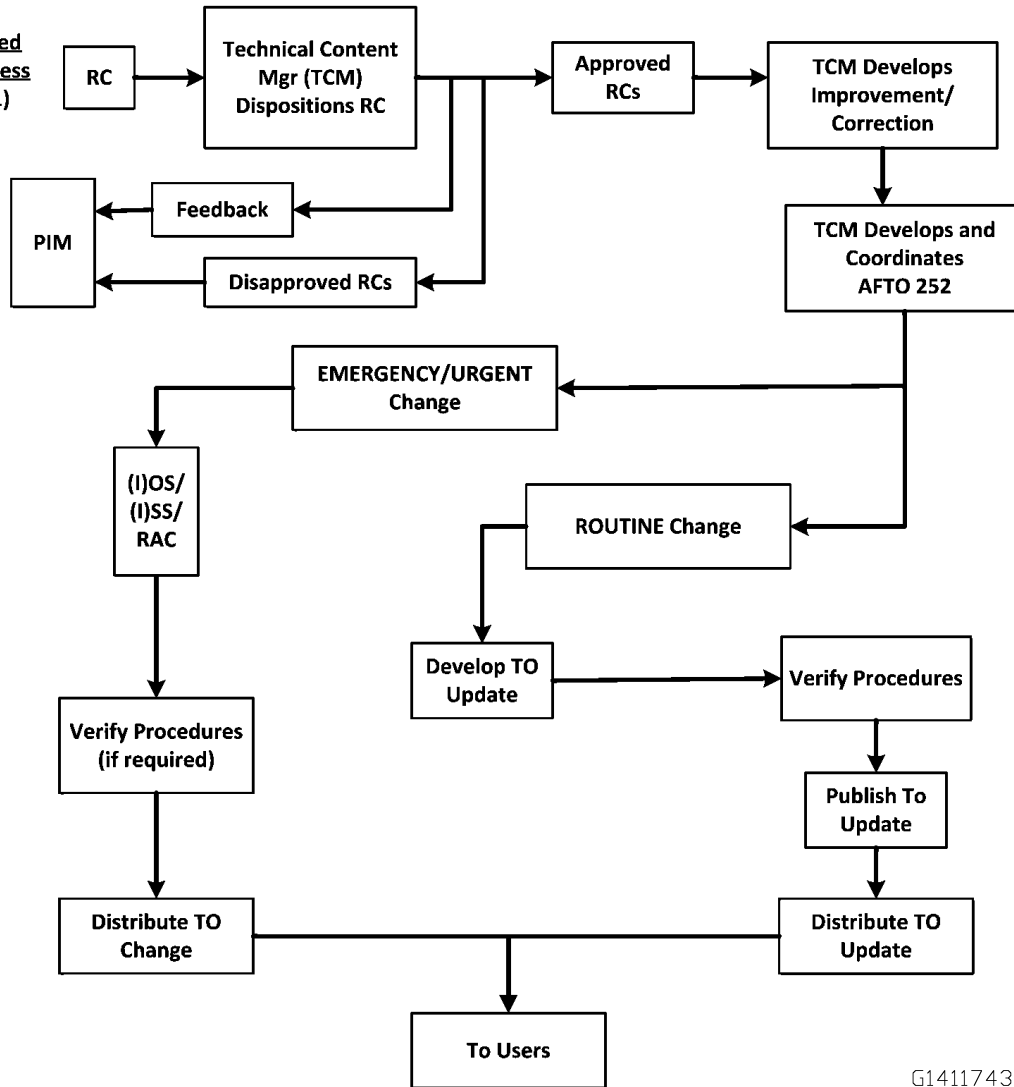 RC
Technical Content
Mgr (TCM)
Dispositions RC
Approved
RCs
TCM Develops
Improvement/
Correction
PIM
Feedback
Disapproved RCs
TCM Develops and
Coordinates
AFTO 252
EMERGENCY/URGENT
Change
(I)OS/
(I)SS/
RAC
ROUTINE Change
Develop TO
Update
Verify Procedures
Verify Procedures
(if required)
Publish To
Update
Distribute TO
Change
Distribute TO
Update
To Users
G1411743